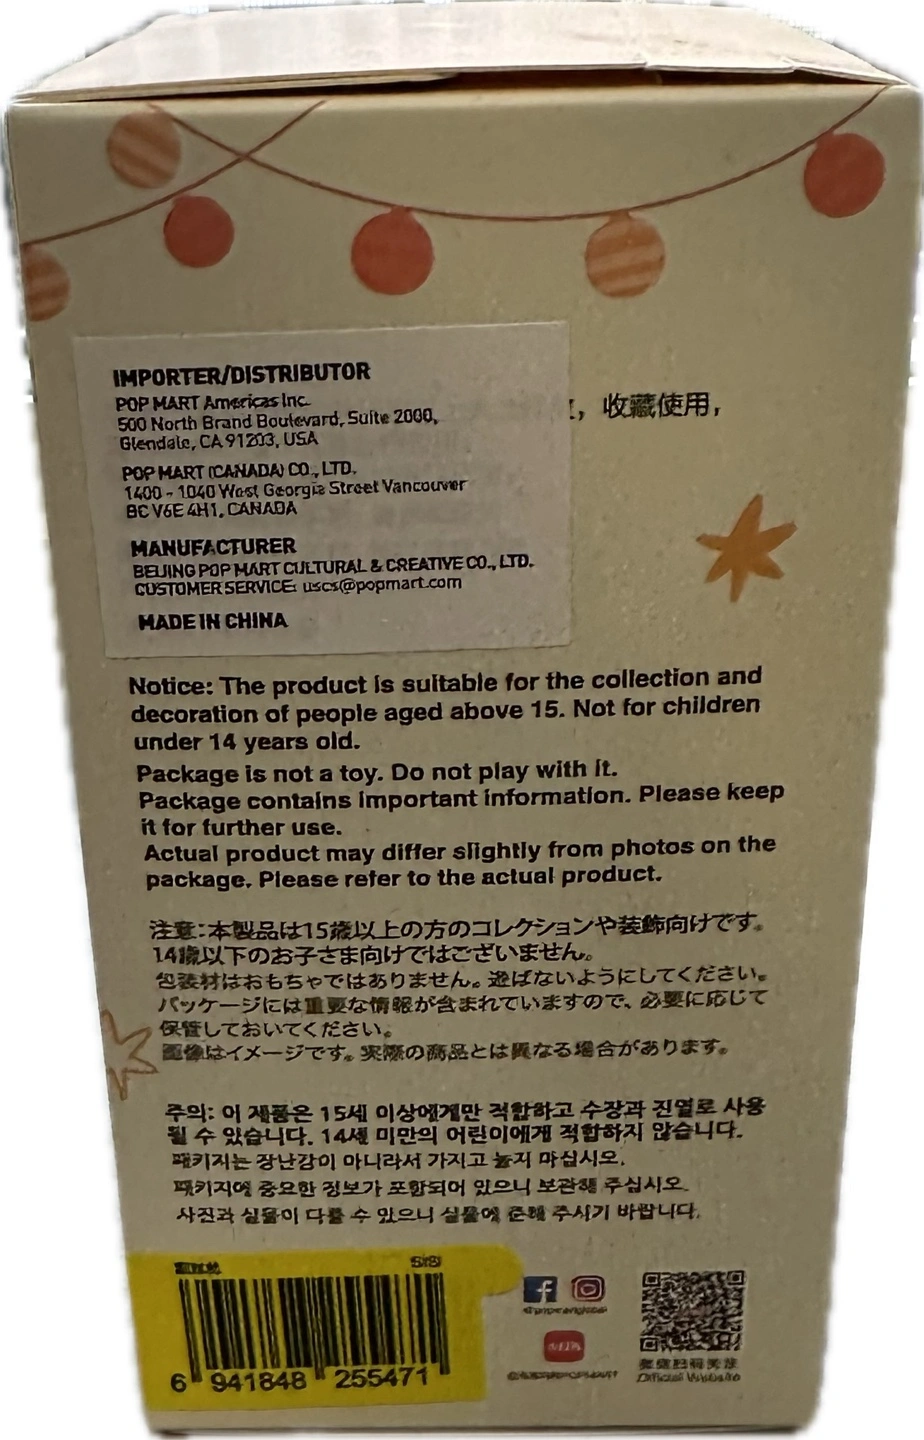 IMPORTER/DISTRIBUTOR
POP MART Americas Inc.
500 North Brand Boulevard, Suite 2000,
Glendale, CA 91203, USA
POP MART (CANADA) CO., LTD.
1400 - 1040 West Georgia Street Vancouver
BC V6E 4H1, CANADA
MANUFACTURER
BEIJING POP MART CULTURAL & CREATIVE CO., LTD.
CUSTOMER SERVICE: uscs@popmart.com
MADE IN CHINA
，收藏使用，
Notice: The product is suitable for the collection and
decoration of people aged above 15. Not for children
under 14 years old.
Package is not a toy. Do not play with it.
Package contains important information. Please keep
it for further use.
Actual product may differ slightly from photos on the
package. Please refer to the actual product.
注意:本製品は15歳以上の方のコレクションや装飾向けです。
14歳以下のお子さま向けではございません。
包装材はおもちゃではありません。遊ばないようにしてください。
パッケージには重要な情報が含まれていますので、必要に応じて
保管しておいてください。
画像はイメージです。実際の商品とは異なる場合があります。
주의: 이 제품은 15세 이상에게만 적합하고 수장과 진열로 사용
될 수 있습니다. 14세 미만의 어린이에게 적합하지 않습니다.
패키지는 장난감이 아니라서 가지고 놀지 마십시오.
패키지에 중요한 정보가 포함되어 있으니 보관해 주십시오.
사진과 실물이 다를 수 있으니 실물에 준해 주시기 바랍니다.
6 941848 255471
Official Website